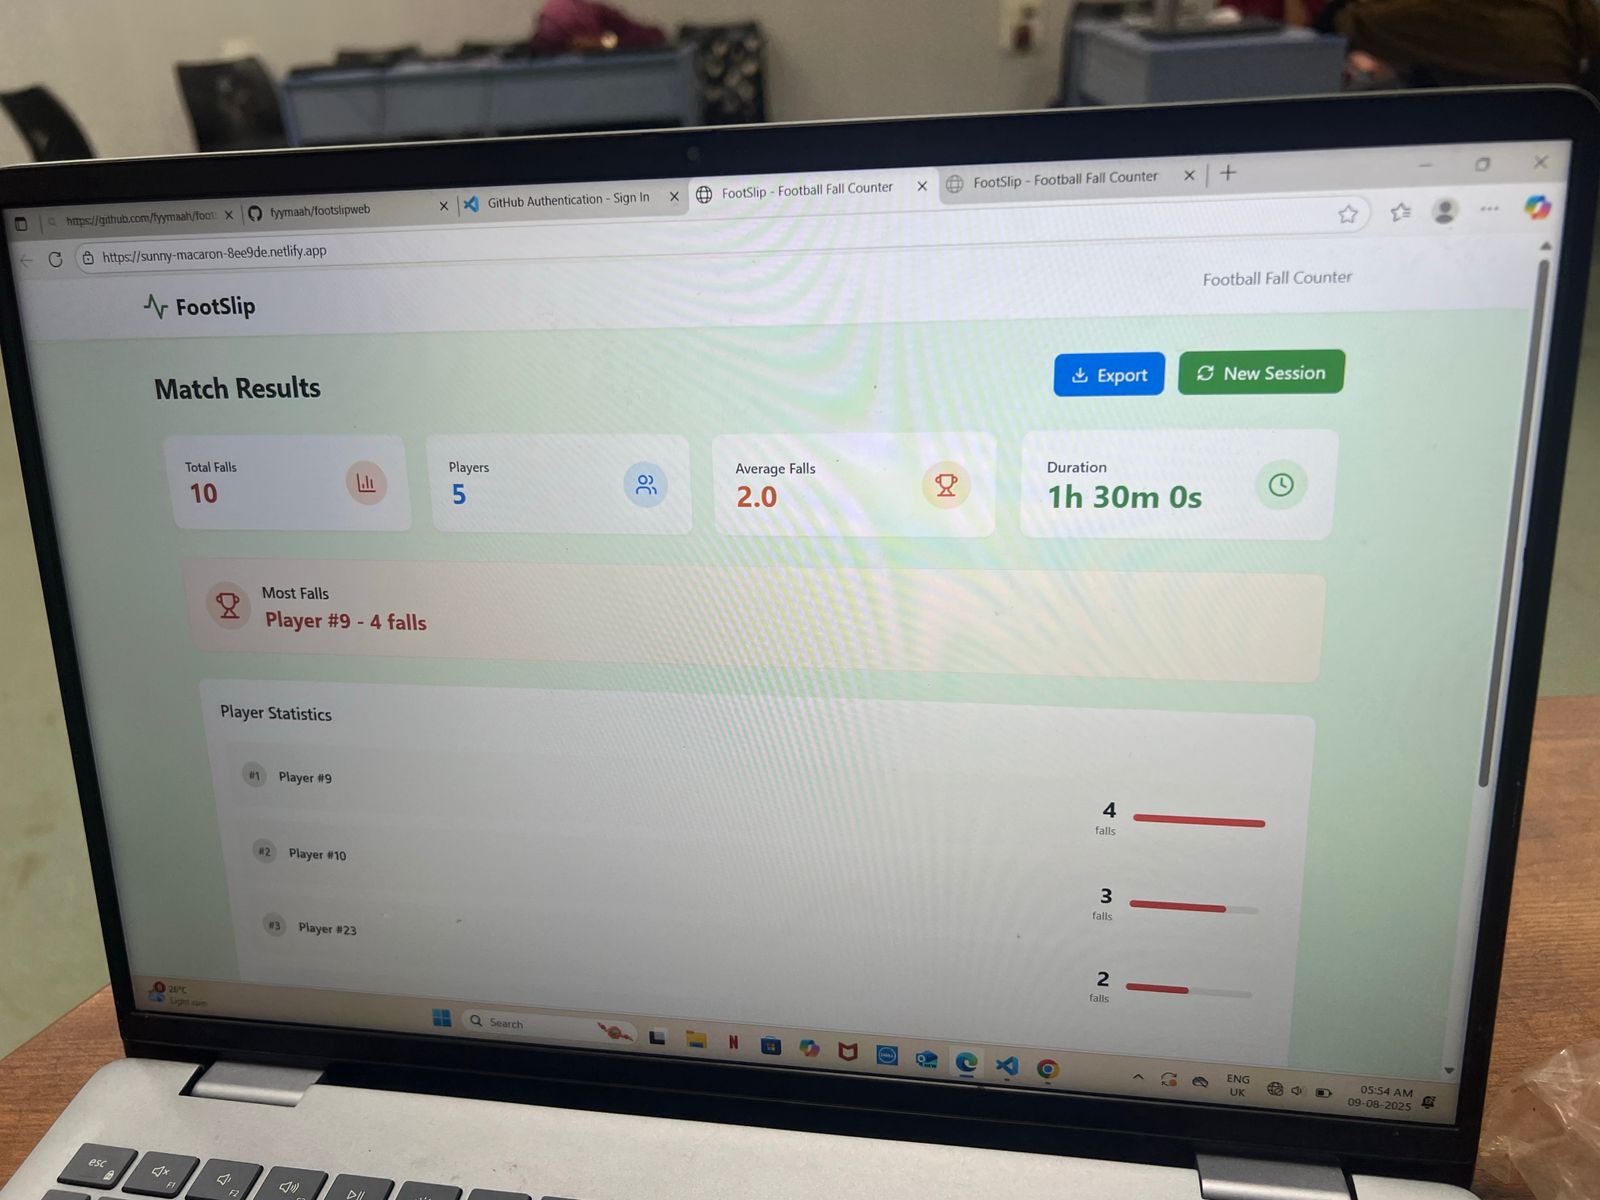 https://github.com/fyymaah/foot
fyymaah/footslipweb
GitHub Authentication - Sign In
FootSlip - Football Fall Counter
FootSlip - Football Fall Counter
https://sunny-macaron-8ee9de.netlify.app
FootSlip
Football Fall Counter
Match Results
Export
New Session
Total Falls
10
Players
5
Average Falls
2.0
Duration
1h 30m 0s
Most Falls
Player #9 - 4 falls
Player Statistics
#1 Player #9
4
falls
#2 Player #10
3
falls
#3 Player #23
2
falls
26°C
Light rain
Search
N
DELL
NEW
ENG
UK
05:54 AM
09-08-2025
esc
F1
F2